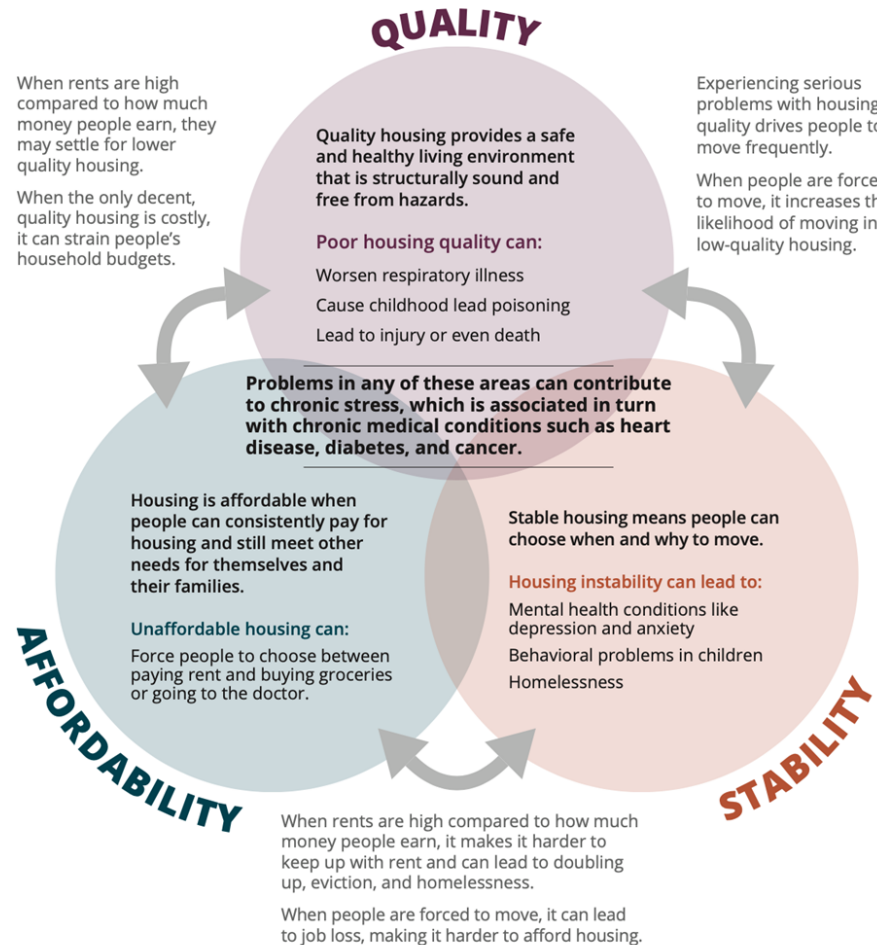 QUALITY
When rents are high
compared to how much
money people earn, they
may settle for lower
quality housing.
When the only decent,
quality housing is costly,
it can strain people’s
household budgets.
Quality housing provides a safe
and healthy living environment
that is structurally sound and
free from hazards.
Poor housing quality can:
Worsen respiratory illness
Cause childhood lead poisoning
Lead to injury or even death
Experiencing serious
problems with housing
quality drives people to
move frequently.
When people are force
to move, it increases th
likelihood of moving in
low-quality housing.
Problems in any of these areas can contribute
to chronic stress, which is associated in turn
with chronic medical conditions such as heart
disease, diabetes, and cancer.
Housing is affordable when
people can consistently pay for
housing and still meet other
needs for themselves and
their families.
Unaffordable housing can:
Force people to choose between
paying rent and buying groceries
or going to the doctor.
AFFORDABILITY
Stable housing means people can
choose when and why to move.
Housing instability can lead to:
Mental health conditions like
depression and anxiety
Behavioral problems in children
Homelessness
STABILITY
When rents are high compared to how much
money people earn, it makes it harder to
keep up with rent and can lead to doubling
up, eviction, and homelessness.
When people are forced to move, it can lead
to job loss, making it harder to afford housing.